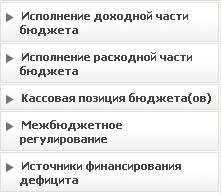 Исполнение доходной части
бюджета
Исполнение расходной части
бюджета
Кассовая позиция бюджета(ов)
Межбюджетное
регулирование
Источники финансирования
дефицита